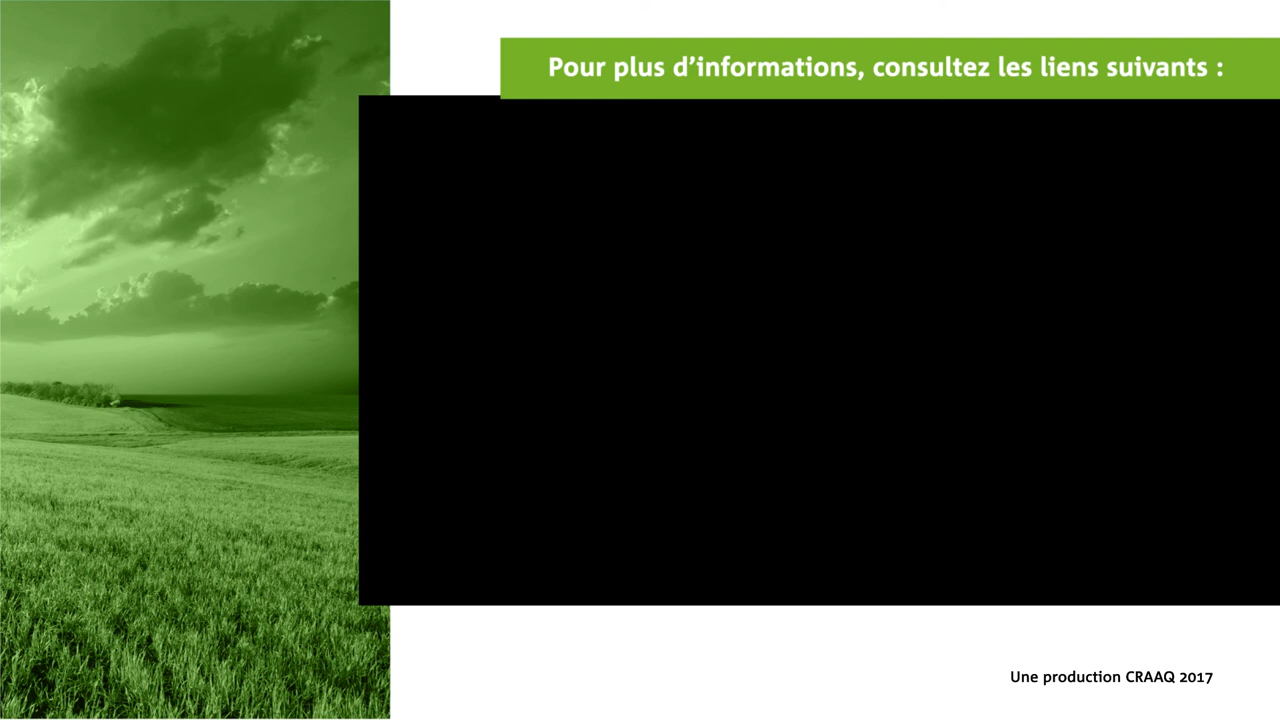 Pour plus d’informations, consultez les liens suivants :
Une production CRAAQ 2017